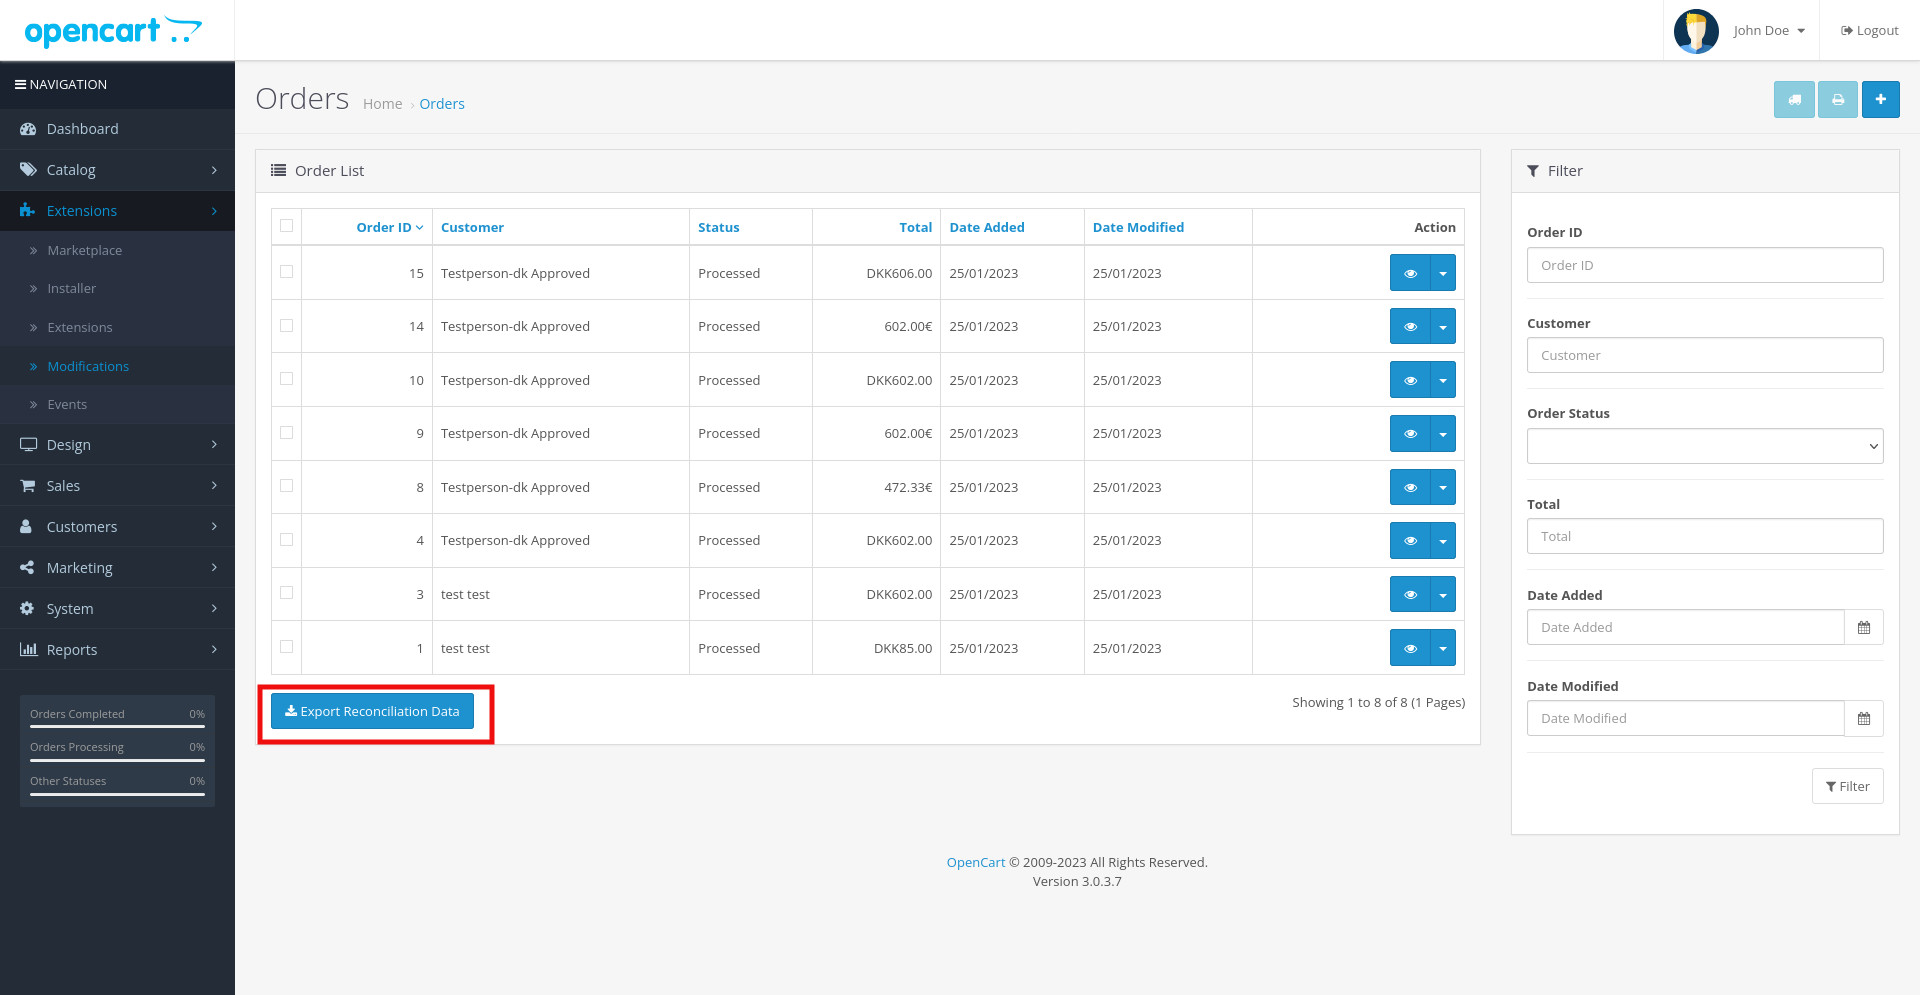 opencart
John Doe
Logout
NAVIGATION
Dashboard
Catalog
Extensions
Marketplace
Installer
Extensions
Modifications
Events
Design
Sales
Customers
Marketing
System
Reports
Orders Completed 0%
Orders Processing 0%
Other Statuses 0%
Orders Home › Orders
Order List
Order ID Customer Status Total Date Added Date Modified Action
15 Testperson-dk Approved Processed DKK606.00 25/01/2023 25/01/2023
14 Testperson-dk Approved Processed 602.00€ 25/01/2023 25/01/2023
10 Testperson-dk Approved Processed DKK602.00 25/01/2023 25/01/2023
9 Testperson-dk Approved Processed 602.00€ 25/01/2023 25/01/2023
8 Testperson-dk Approved Processed 472.33€ 25/01/2023 25/01/2023
4 Testperson-dk Approved Processed DKK602.00 25/01/2023 25/01/2023
3 test test Processed DKK602.00 25/01/2023 25/01/2023
1 test test Processed DKK85.00 25/01/2023 25/01/2023
Export Reconciliation Data
Showing 1 to 8 of 8 (1 Pages)
Filter
Order ID
Order ID
Customer
Customer
Order Status
Total
Total
Date Added
Date Added
Date Modified
Date Modified
Filter
OpenCart © 2009-2023 All Rights Reserved.
Version 3.0.3.7